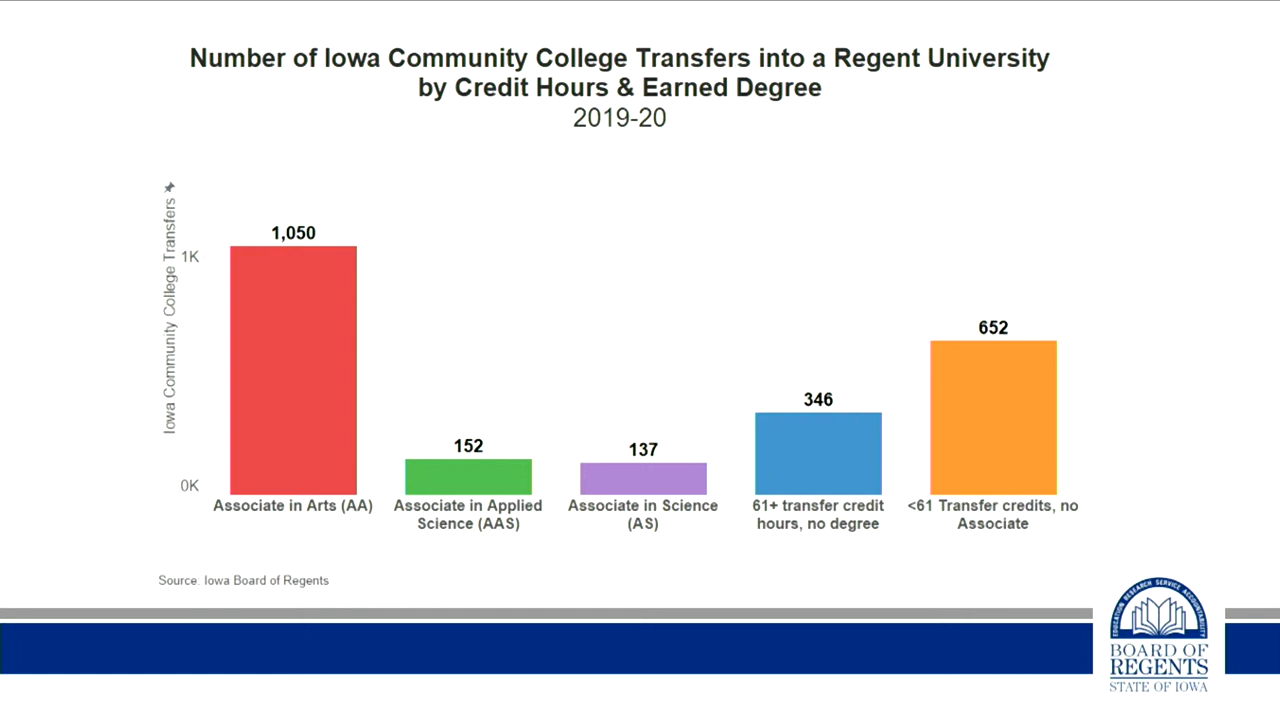 Number of Iowa Community College Transfers into a Regent University
by Credit Hours & Earned Degree
2019-20
Iowa Community College Transfers
1K
0K
1,050
152
137
346
652
Associate in Arts (AA)
Associate in Applied
Science (AAS)
Associate in Science
(AS)
61+ transfer credit
hours, no degree
<61 Transfer credits, no
Associate
Source: Iowa Board of Regents
EDUCATION RESEARCH SERVICE ACCOUNTABILITY
BOARD OF
REGENTS
STATE OF IOWA